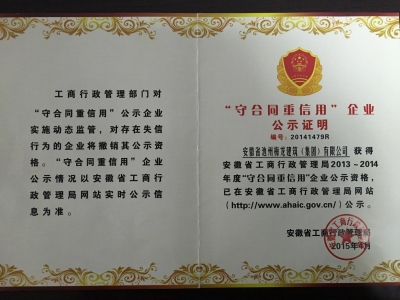 工商行政管理部门对
“守合同重信用”公示企业
实施动态监管，对存在失信
行为的企业将撤销其公示资
格。“守合同重信用”企业
公示情况以安徽省工商行
政管理局网站实时公示信
息为准。
“守合同重信用”企业
公示证明
编号：20141479R
安徽省池州梅龙建筑（集团）有限公司 获得
安徽省工商行政管理局2013－2014
年度“守合同重信用”企业公示资格，
已在安徽省工商行政管理局网站
（http://www.ahaic.gov.cn/）公示。
安徽省工商行政管理局
2015年4月